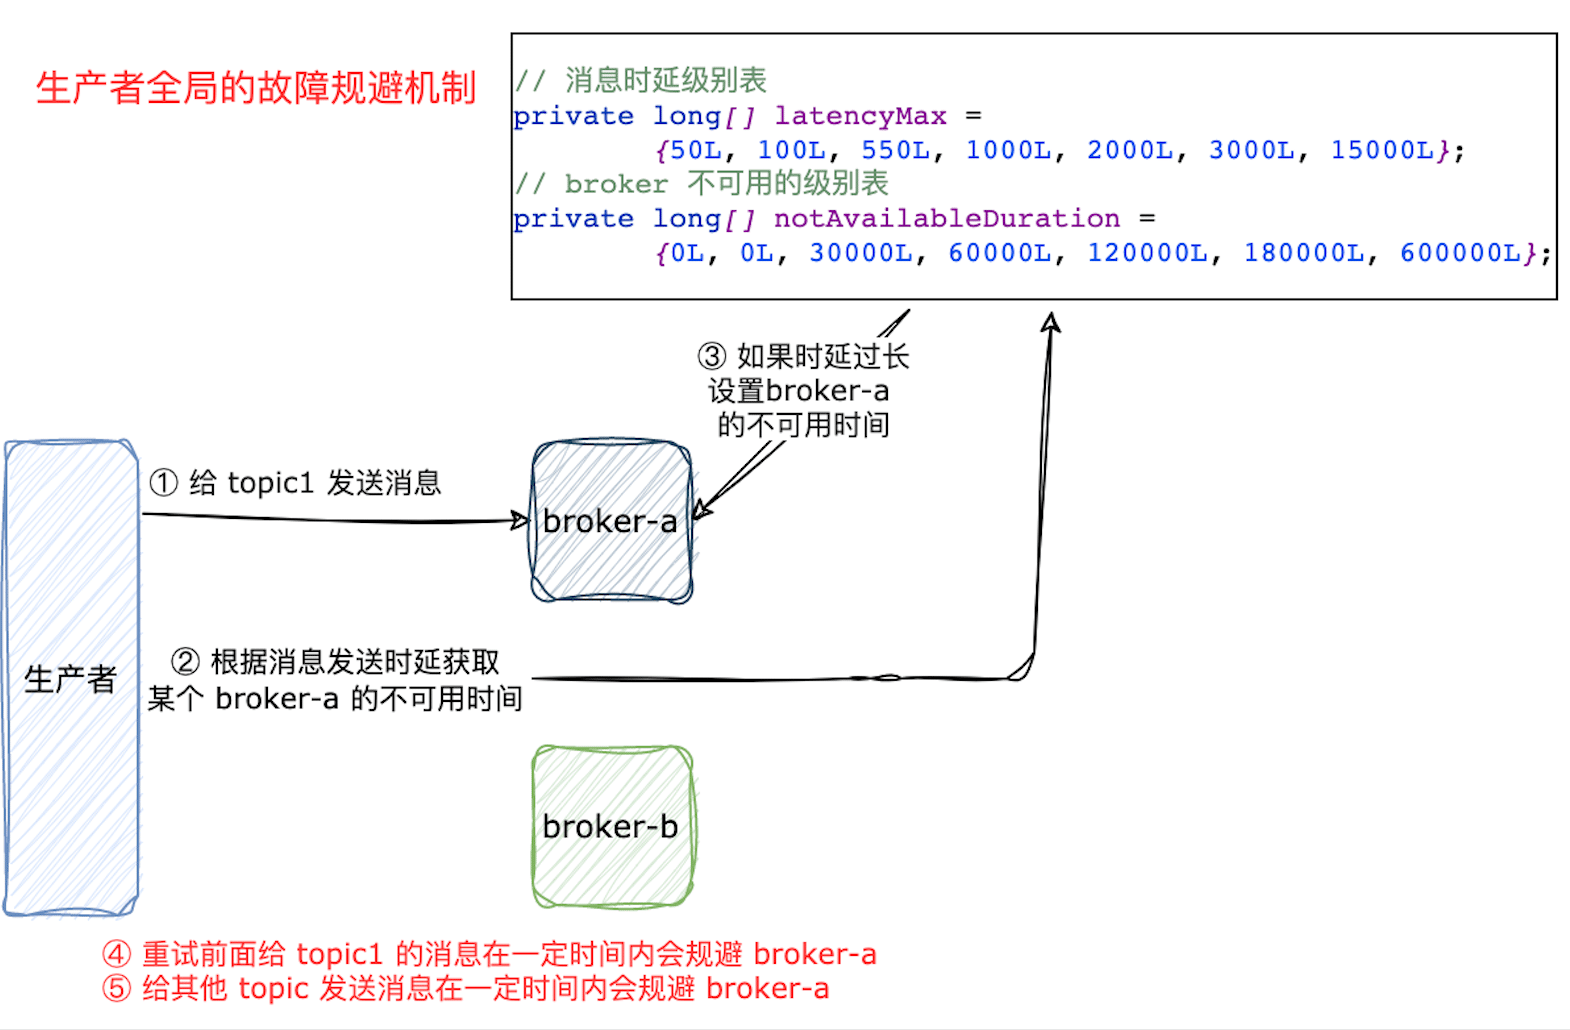 生产者全局的故障规避机制
// 消息时延级别表
private long[] latencyMax =
{50L, 100L, 550L, 1000L, 2000L, 3000L, 15000L};
// broker 不可用的级别表
private long[] notAvailableDuration =
{0L, 0L, 30000L, 60000L, 120000L, 180000L, 600000L};
③ 如果时延过长
设置broker-a
的不可用时间
① 给 topic1 发送消息
broker-a
② 根据消息发送时延获取
某个 broker-a 的不可用时间
生产者
broker-b
④ 重试前面给 topic1 的消息在一定时间内会规避 broker-a
⑤ 给其他 topic 发送消息在一定时间内会规避 broker-a